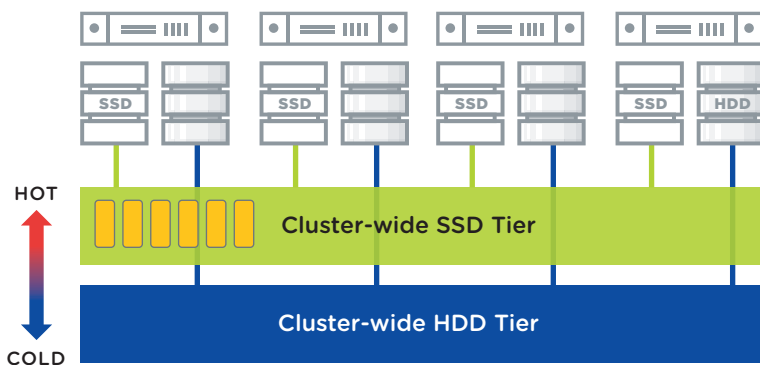 SSD
SSD
SSD
SSD
HDD
HOT
Cluster-wide SSD Tier
Cluster-wide HDD Tier
COLD